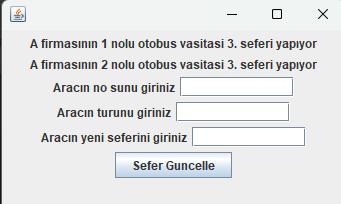 A firmasının 1 nolu otobus vasitasi 3. seferi yapıyor
A firmasının 2 nolu otobus vasitasi 3. seferi yapıyor
Aracın no sunu giriniz
Aracın turunu giriniz
Aracın yeni seferini giriniz
Sefer Guncelle